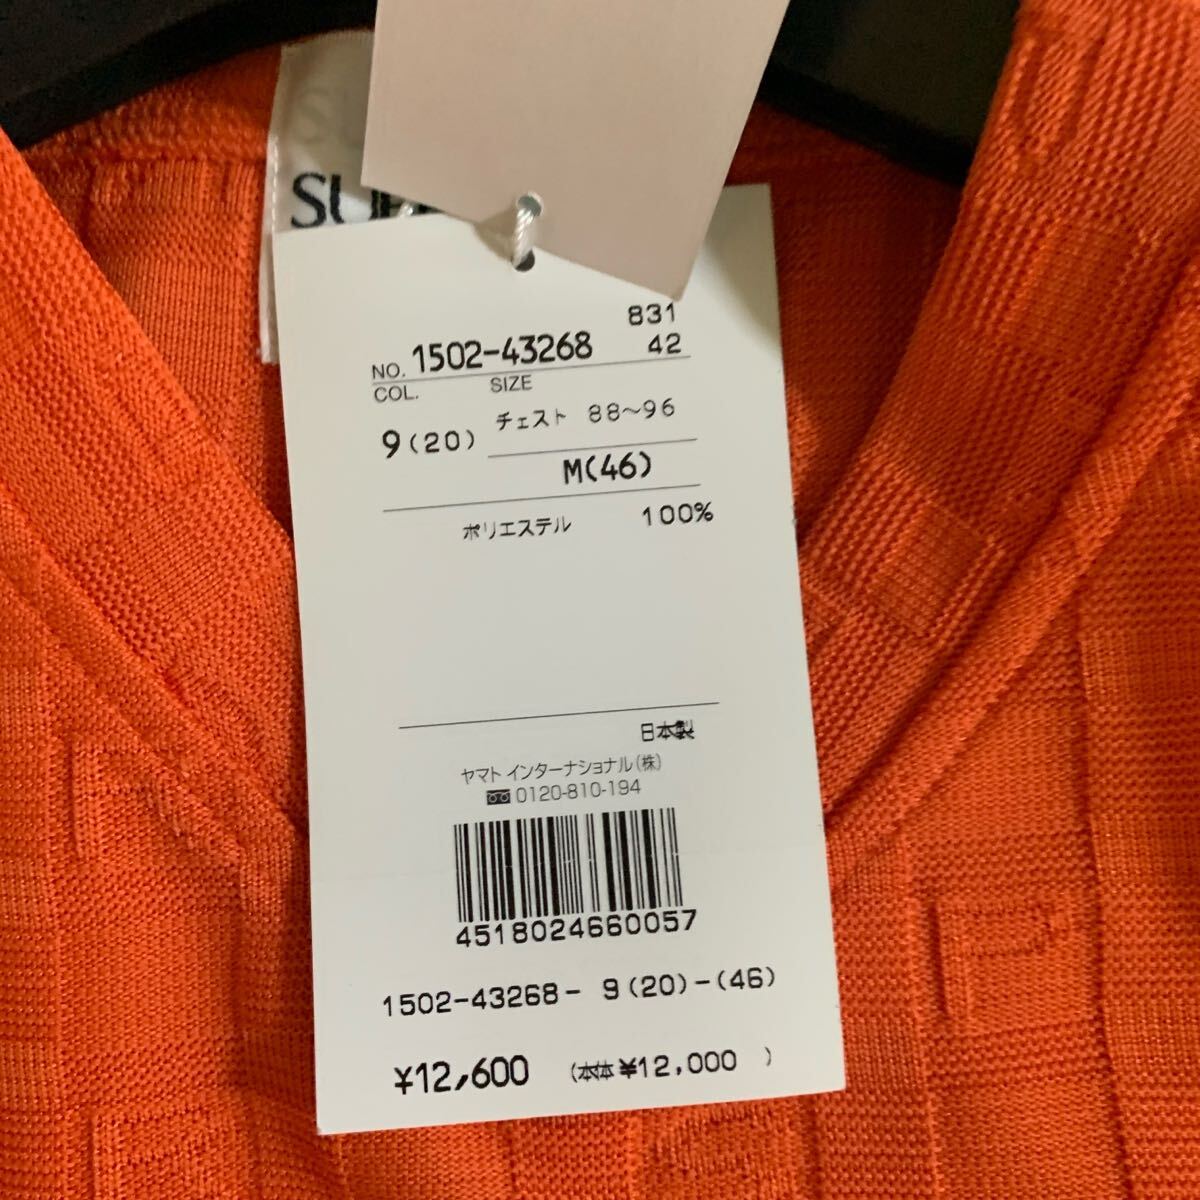 831
NO. 1502-43268 42
COL. SIZE
チェスト 88～96
9(20)
M(46)
ポリエステル 100%
日本製
ヤマト インターナショナル(株)
0120-810-194
4518024660057
1502-43268- 9(20)-(46)
¥12,600 (本体¥12,000 )